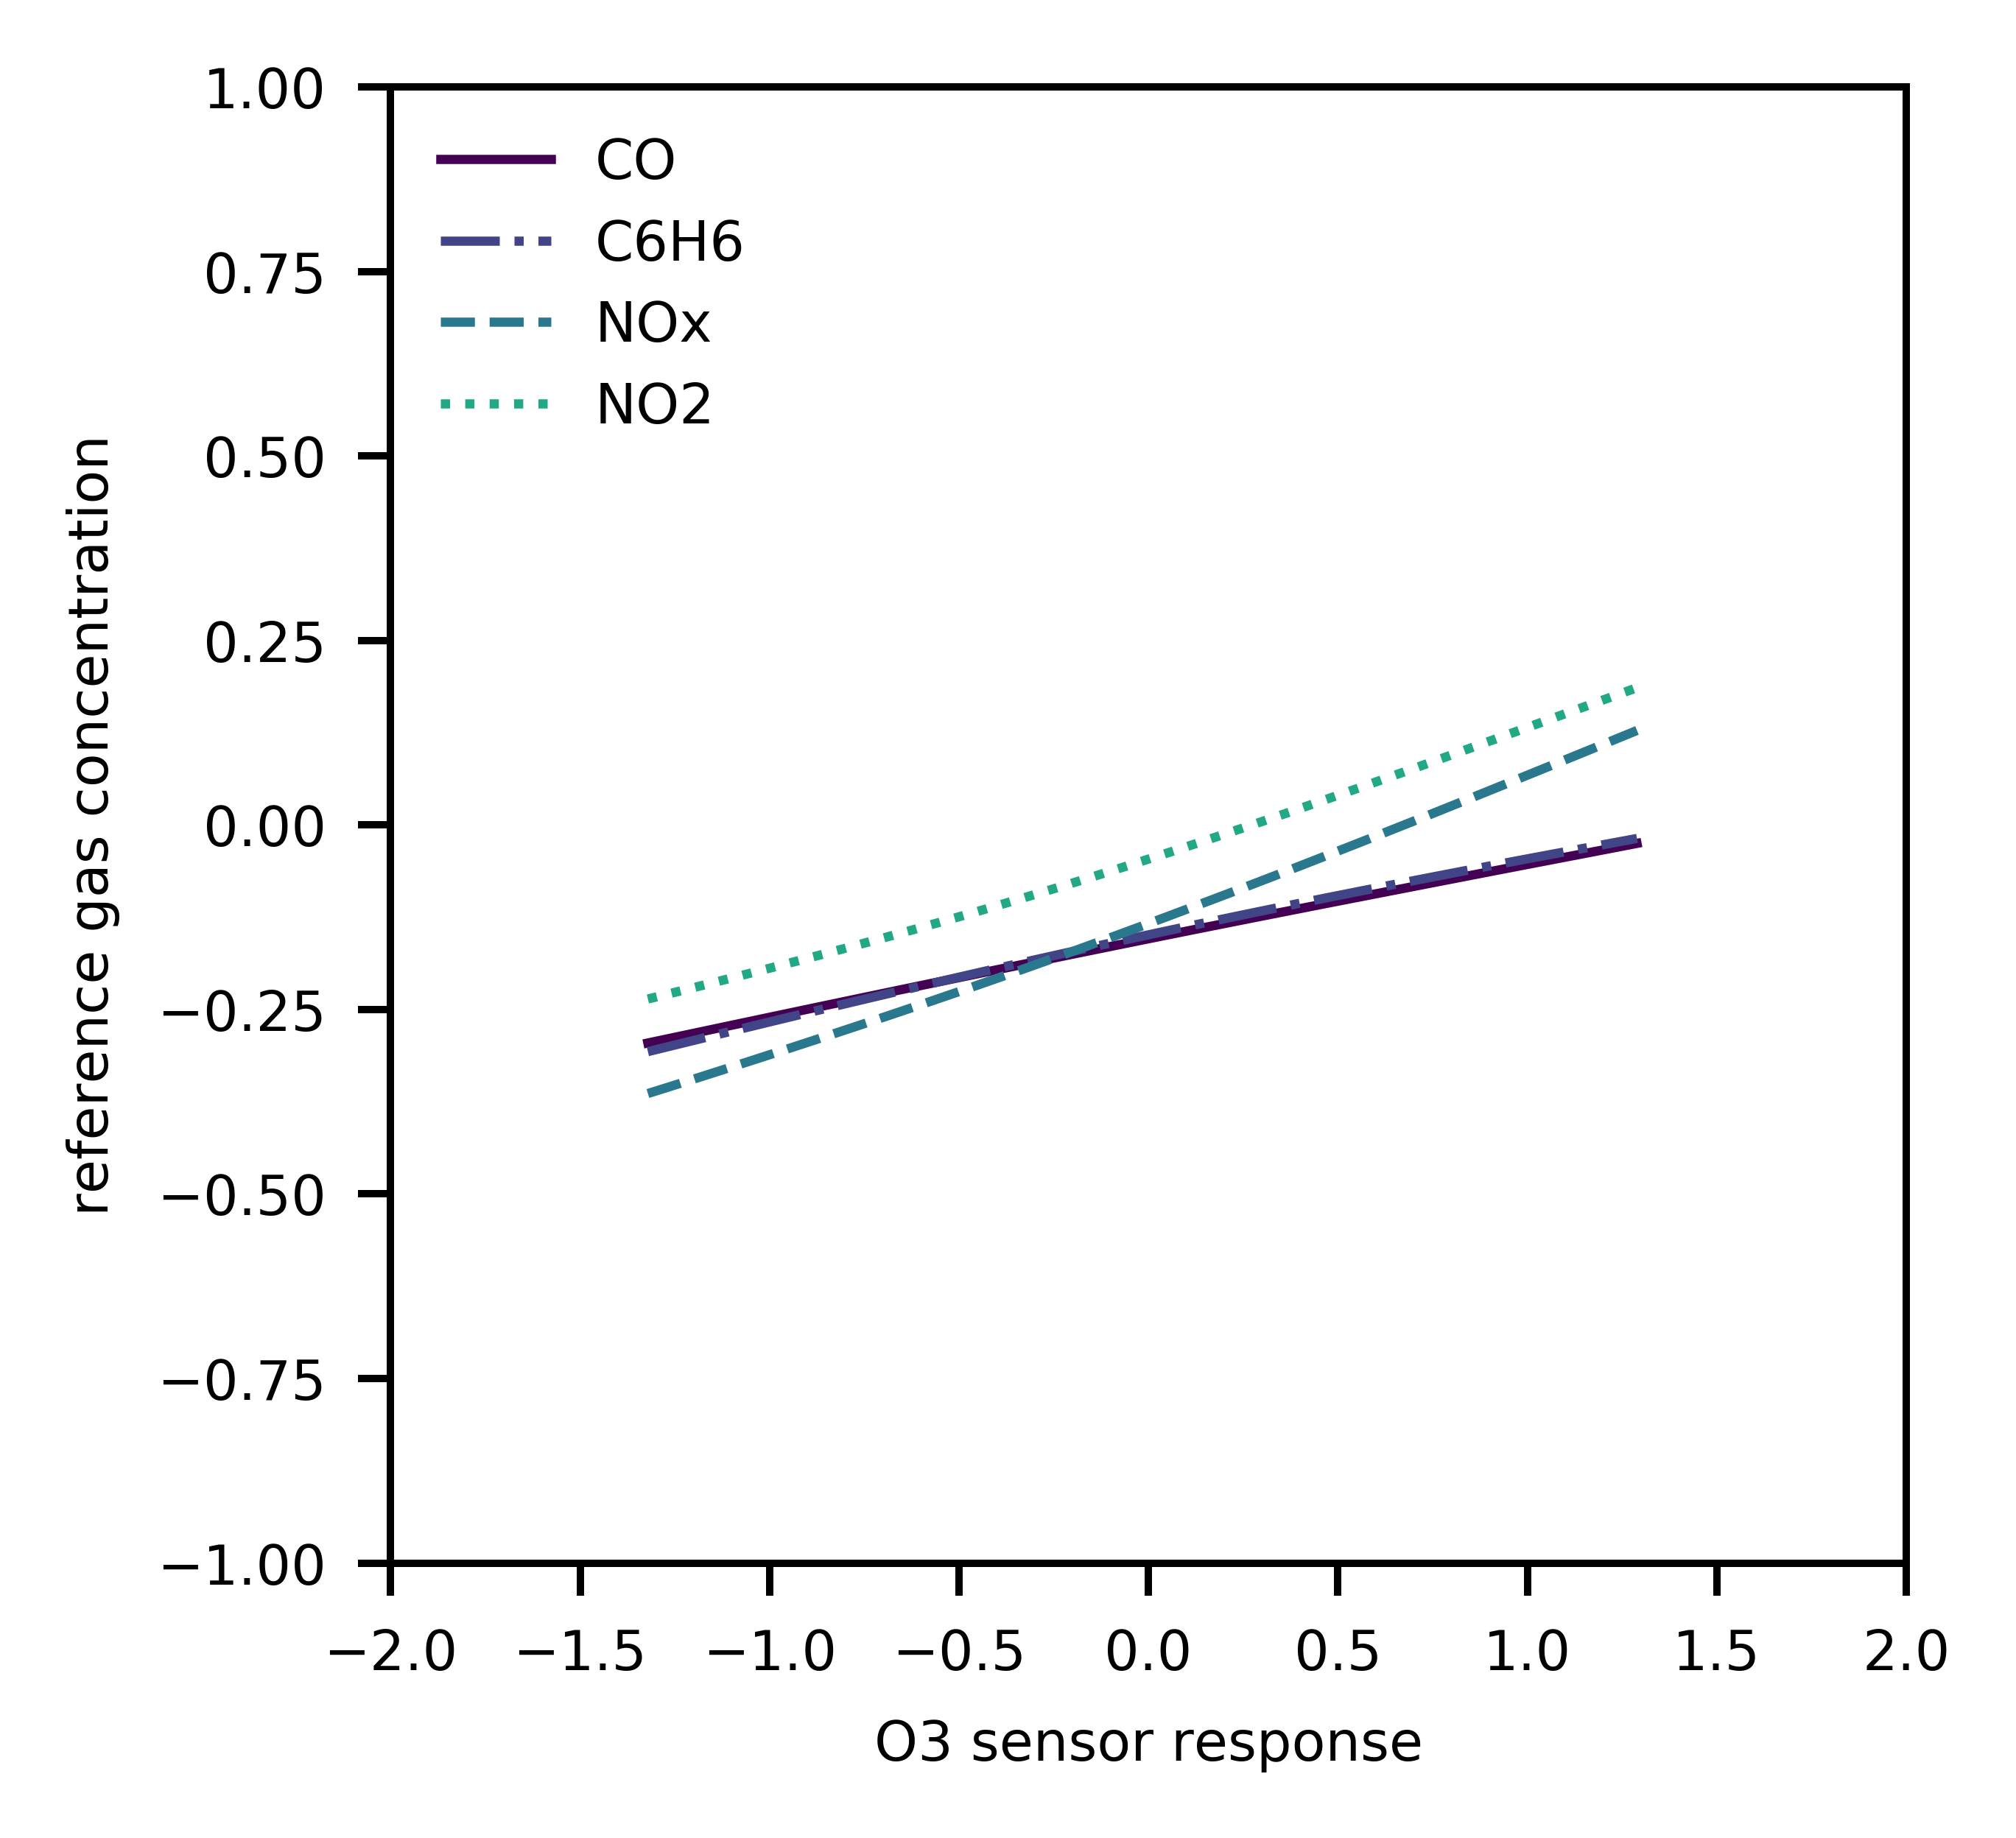 1.00
0.75
0.50
0.25
0.00
−0.25
−0.50
−0.75
−1.00
reference gas concentration
CO
C6H6
NOx
NO2
−2.0 −1.5 −1.0 −0.5 0.0 0.5 1.0 1.5 2.0
O3 sensor response